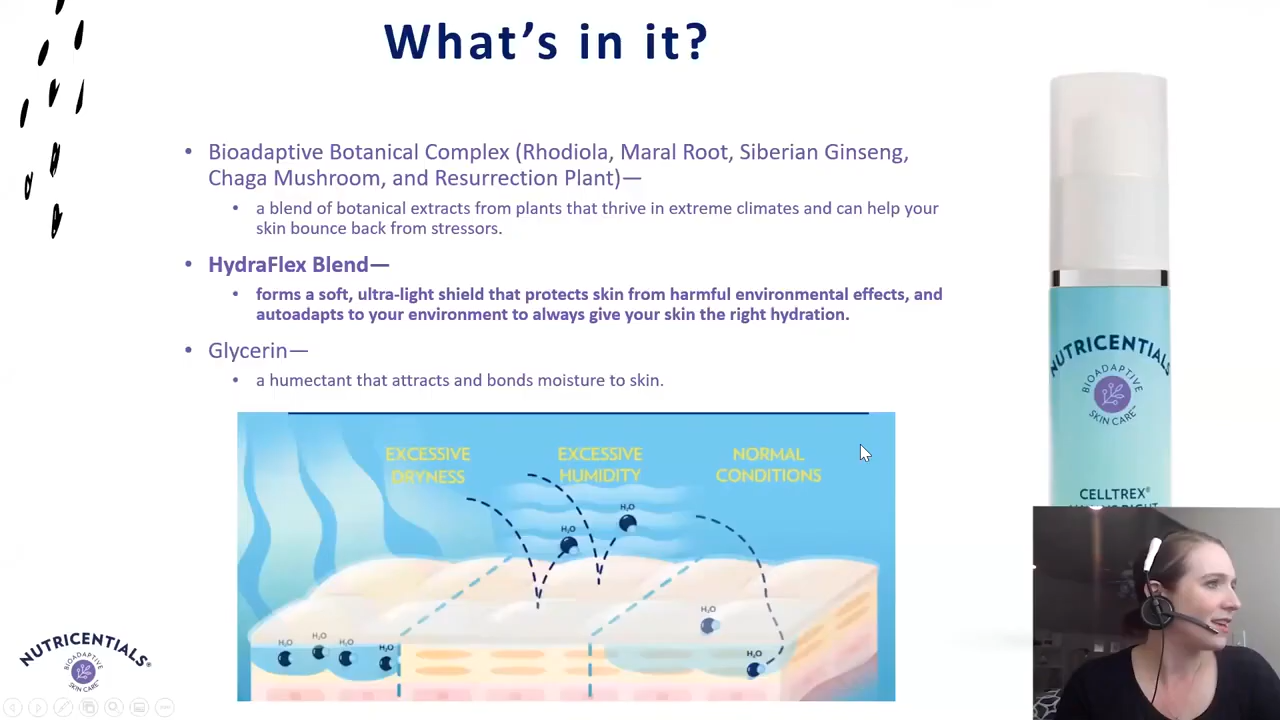 What's in it?
• Bioadaptive Botanical Complex (Rhodiola, Maral Root, Siberian Ginseng,
Chaga Mushroom, and Resurrection Plant)—
• a blend of botanical extracts from plants that thrive in extreme climates and can help your
skin bounce back from stressors.
• HydraFlex Blend—
• forms a soft, ultra-light shield that protects skin from harmful environmental effects, and
autoadapts to your environment to always give your skin the right hydration.
• Glycerin—
• a humectant that attracts and bonds moisture to skin.
EXCESSIVE
DRYNESS
EXCESSIVE
HUMIDITY
NORMAL
CONDITIONS
H₂O
H₂O
H₂O
H₂O
H₂O
H₂O
H₂O
H₂O
NUTRICENTIALS
BIOADAPTIVE
SKIN CARE™
CELLTREX®
NUTRICENTIALS®
BIOADAPTIVE
SKIN CARE™